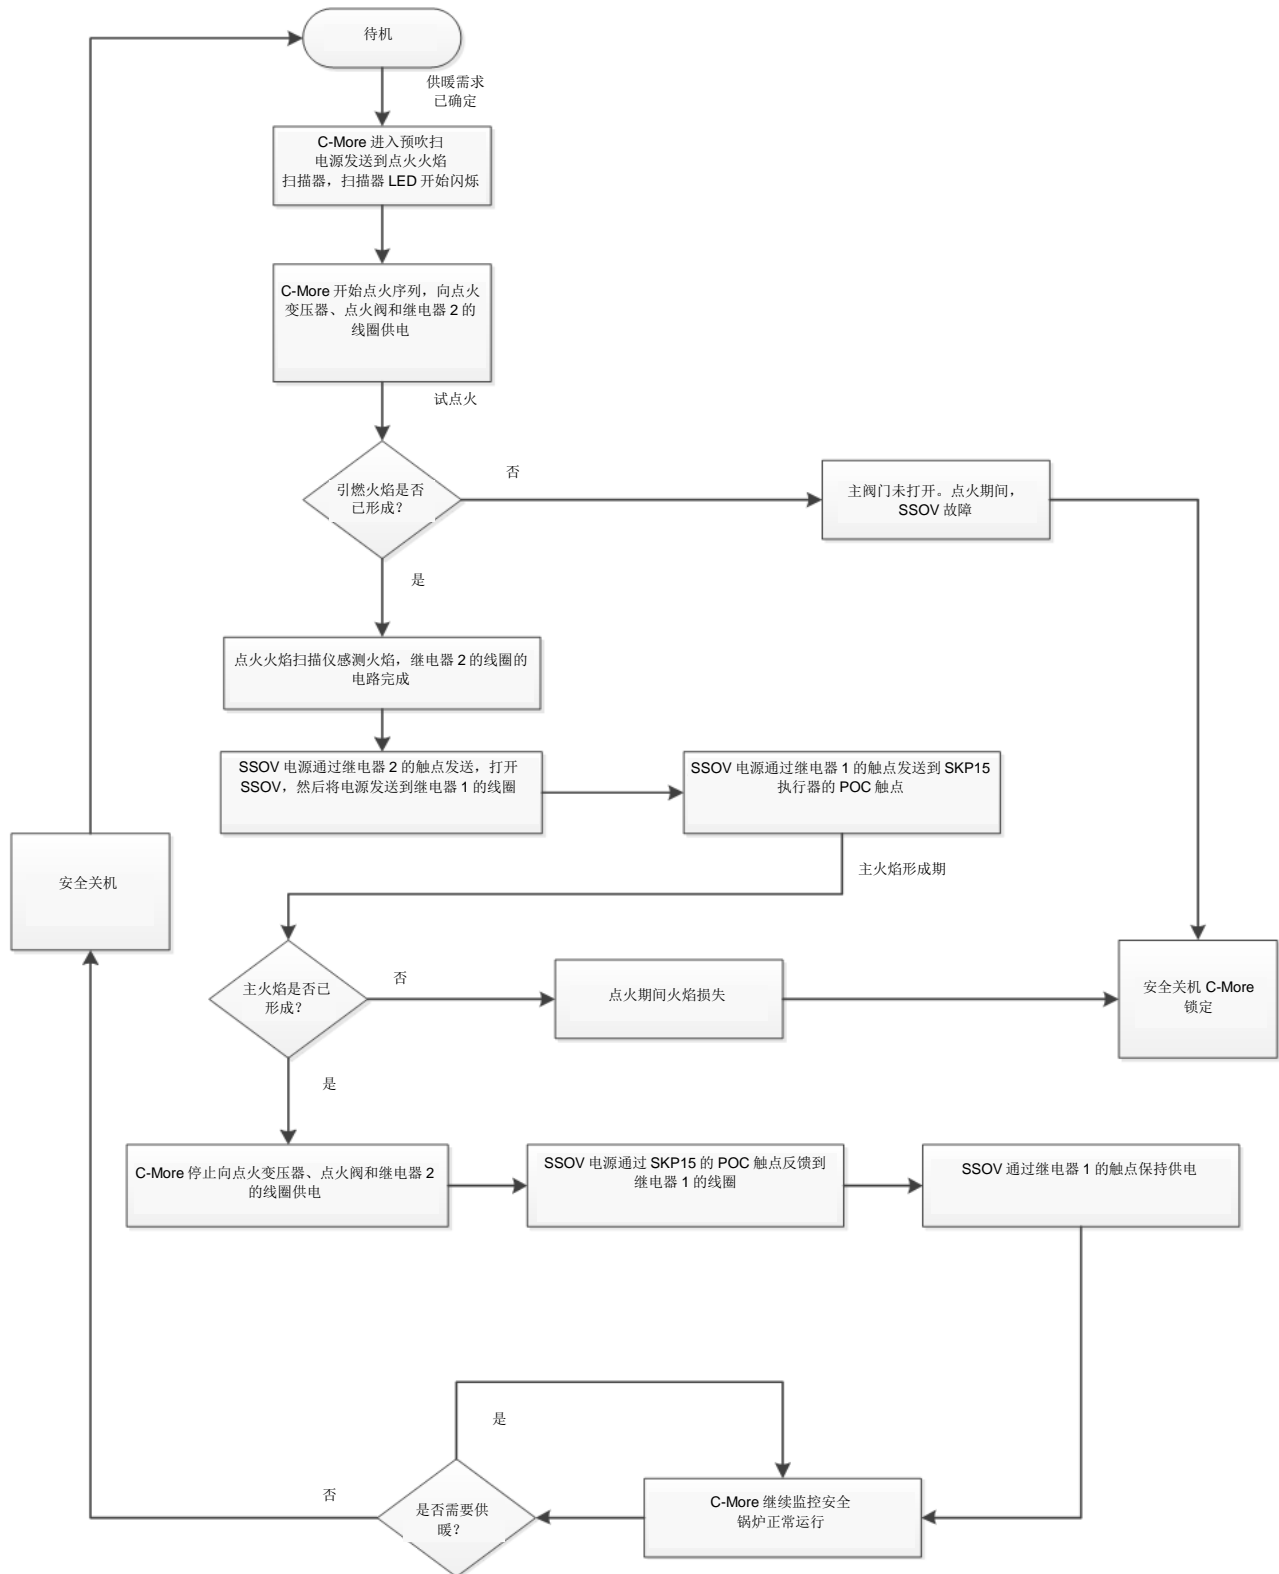 待机
供暖需求
已确定
C-More 进入预吹扫
电源发送到点火火焰
扫描器，扫描器 LED 开始闪烁
C-More 开始点火序列，向点火
变压器、点火阀和继电器 2 的
线圈供电
试点火
引燃火焰是否
已形成？
否
主阀门未打开。点火期间，
SSOV 故障
是
点火火焰扫描仪感测火焰，继电器 2 的线圈的
电路完成
SSOV 电源通过继电器 2 的触点发送，打开
SSOV，然后将电源发送到继电器 1 的线圈
SSOV 电源通过继电器 1 的触点发送到 SKP15
执行器的 POC 触点
安全关机
主火焰形成期
主火焰是否已
形成？
否
点火期间火焰损失
安全关机 C-More
锁定
是
C-More 停止向点火变压器、点火阀和继电器 2
的线圈供电
SSOV 电源通过 SKP15 的 POC 触点反馈到
继电器 1 的线圈
SSOV 通过继电器 1 的触点保持供电
是
否
是否需要供
暖？
C-More 继续监控安全
锅炉正常运行